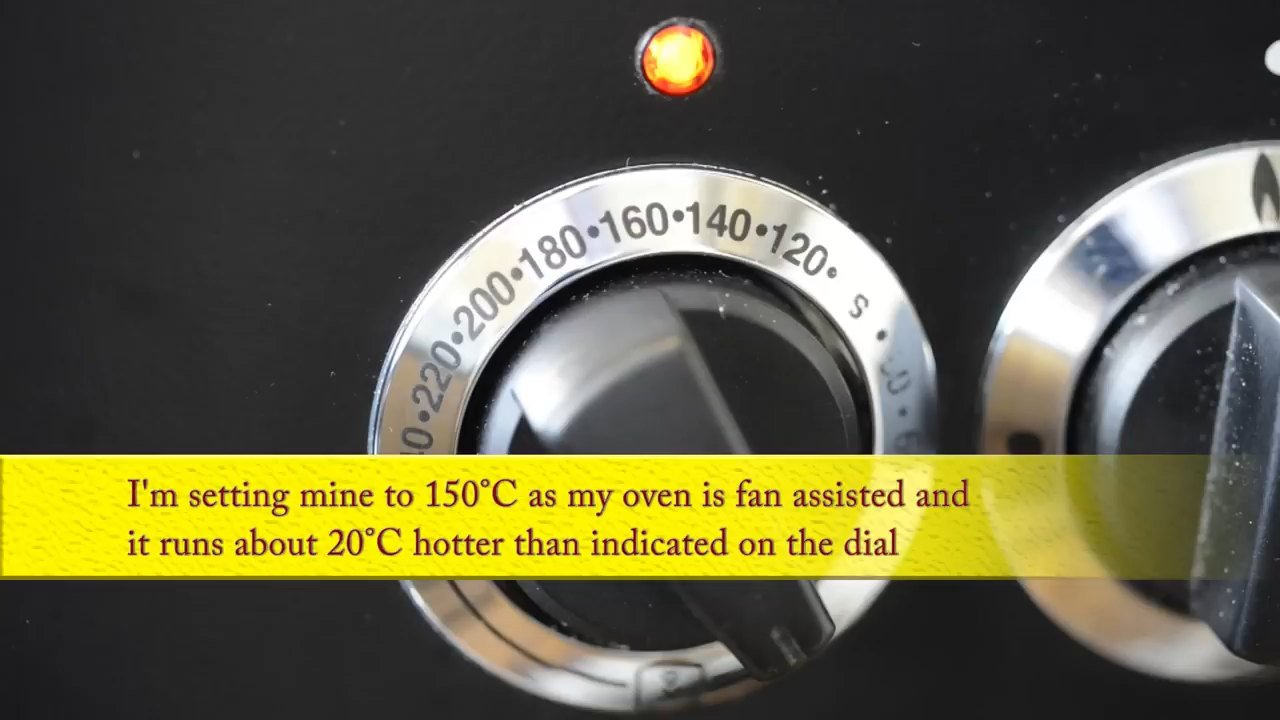 220•200•180•160•140•120• S
I'm setting mine to 150°C as my oven is fan assisted and
it runs about 20°C hotter than indicated on the dial